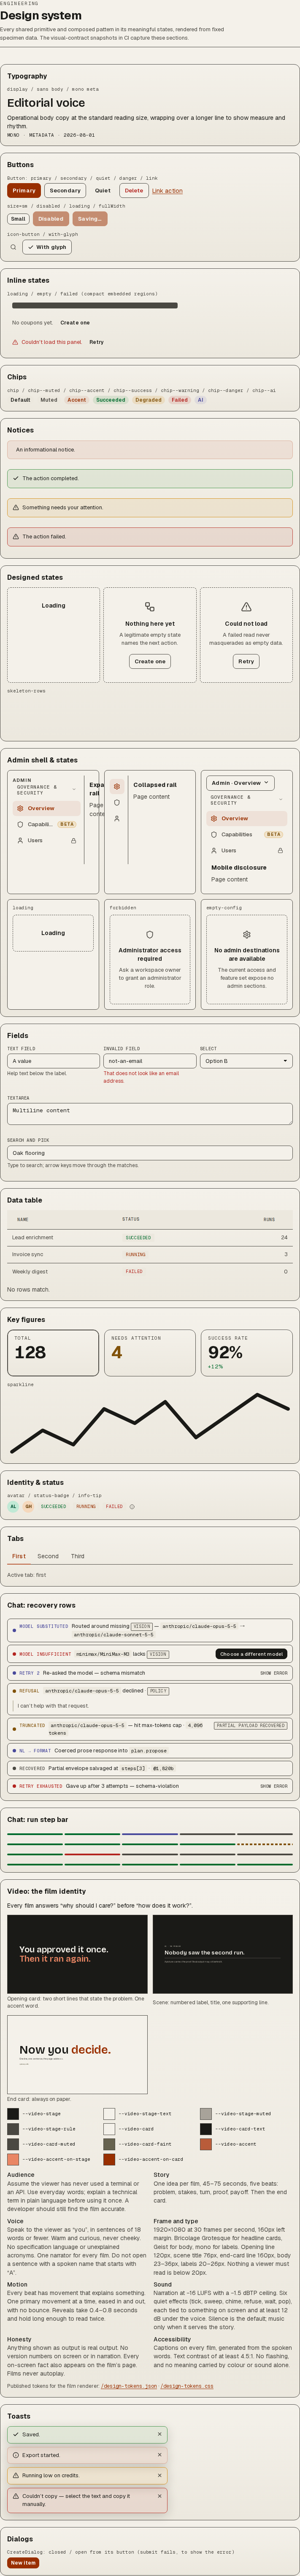 ENGINEERING
Design system
Every shared primitive and composed pattern in its meaningful states, rendered from fixed
specimen data. The visual-contract snapshots in CI capture these sections.
Typography
display / sans body / mono meta
Editorial voice
Operational body copy at the standard reading size, wrapping over a longer line to show measure and
rhythm.
MONO · METADATA · 2026-06-01
Buttons
Button: primary / secondary / quiet / danger / link
Primary Secondary Quiet Delete Link action
size=sm / disabled / loading / fullWidth
Small Disabled Saving…
icon-button / with-glyph
With glyph
Inline states
loading / empty / failed (compact embedded regions)
No coupons yet. Create one
Couldn't load this panel. Retry
Chips
chip / chip--muted / chip--accent / chip--success / chip--warning / chip--danger / chip--ai
Default Muted Accent Succeeded Degraded Failed AI
Notices
An informational notice.
The action completed.
Something needs your attention.
The action failed.
Designed states
Loading
Nothing here yet
A legitimate empty state
names the next action.
Create one
Could not load
A failed read never
masquerades as empty data.
Retry
skeleton-rows
Admin shell & states
ADMIN
GOVERNANCE &
SECURITY
Overview
Capabili… BETA
Users
Expa
rail
Page
conte
Collapsed rail
Page content
Admin · Overview
GOVERNANCE &
SECURITY
Overview
Capabilities BETA
Users
Mobile disclosure
Page content
loading
Loading
forbidden
Administrator access
required
Ask a workspace owner
to grant an administrator
role.
empty-config
No admin destinations
are available
The current access and
feature set expose no
admin sections.
Fields
TEXT FIELD
A value
Help text below the label.
INVALID FIELD
not-an-email
That does not look like an email
address.
SELECT
Option B
TEXTAREA
Multiline content
SEARCH AND PICK
Oak flooring
Type to search; arrow keys move through the matches.
Data table
NAME STATUS RUNS
Lead enrichment SUCCEEDED 24
Invoice sync RUNNING 3
Weekly digest FAILED 0
No rows match.
Key figures
TOTAL
128
NEEDS ATTENTION
4
SUCCESS RATE
92%
+12%
sparkline
Identity & status
avatar / status-badge / info-tip
AL GH SUCCEEDED RUNNING FAILED
Tabs
First Second Third
Active tab: first
Chat: recovery rows
MODEL SUBSTITUTED Routed around missing VISION — anthropic/claude-opus-5-5 →
anthropic/claude-sonnet-5-5
MODEL INSUFFICIENT minimax/MiniMax-M3 lacks VISION Choose a different model
RETRY 2 Re-asked the model — schema mismatch SHOW ERROR
REFUSAL anthropic/claude-opus-5-5 declined · POLICY
I can't help with that request.
TRUNCATED anthropic/claude-opus-5-5 — hit max-tokens cap 4,096 PARTIAL PAYLOAD RECOVERED
tokens
NL → FORMAT Coerced prose response into plan.propose
RECOVERED Partial envelope salvaged at steps[3]
RETRY EXHAUSTED Gave up after 3 attempts — schema-violation SHOW ERROR
Chat: run step bar
Video: the film identity
Every film answers “why should I care?” before “how does it work?”.
You approved it once.
Then it ran again.
Opening card: two short lines that state the problem. One
accent word.
Nobody saw the second run.
Scene: numbered label, title, one supporting line.
Now you decide.
End card: always on paper.
--video-stage --video-stage-text --video-stage-muted
--video-stage-rule --video-card --video-card-text
--video-card-muted --video-card-faint --video-accent
--video-accent-on-stage --video-accent-on-card
Audience
Assume the viewer has never used a terminal or
an API. Use everyday words; explain a technical
term in plain language before using it once. A
developer should still find the film accurate.
Story
One idea per film, 45–75 seconds, five beats:
problem, stakes, turn, proof, payoff. Then the end
card.
Voice
Speak to the viewer as “you”, in sentences of 18
words or fewer. Warm and curious, never cheeky.
No specification language or unexplained
acronyms. One narrator for every film. Do not open
a sentence with a spoken name that starts with
“A”.
Frame and type
1920×1080 at 30 frames per second, 160px left
margin. Bricolage Grotesque for headline cards,
Geist for body, mono for labels. Opening line
120px, scene title 76px, end-card line 160px, body
23–36px, labels 20–24px. Nothing a viewer must
read is below 20px.
Motion
Every beat has movement that explains something.
One primary movement at a time, eased in and out,
with no bounce. Reveals take 0.4–0.8 seconds
and hold long enough to read twice.
Sound
Narration at −16 LUFS with a −1.5 dBTP ceiling. Six
quiet effects (tick, sweep, chime, refuse, wait, pop),
each tied to something on screen and at least 12
dB under the voice. Silence is the default; music
only when it serves the story.
Honesty
Anything shown as output is real output. No
version numbers on screen or in narration. Every
on-screen fact also appears on the film's page.
Films never autoplay.
Accessibility
Captions on every film, generated from the spoken
words. Text contrast of at least 4.5:1. No flashing,
and no meaning carried by colour or sound alone.
Published tokens for the film renderer: /design-tokens.json /design-tokens.css
Toasts
Saved.
Export started.
Running low on credits.
Couldn't copy — select the text and copy it
manually.
Dialogs
CreateDialog: closed / open from its button (submit fails, to show the error)
New item